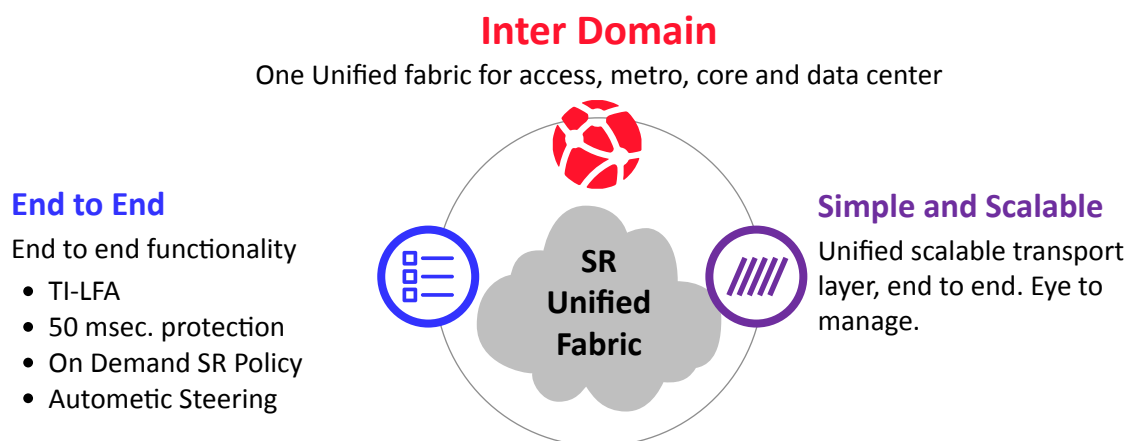 Inter Domain
One Unified fabric for access, metro, core and data center
End to End
End to end functionality
• TI-LFA
• 50 msec. protection
• On Demand SR Policy
• Autometic Steering
SR
Unified
Fabric
Simple and Scalable
Unified scalable transport
layer, end to end. Eye to
manage.